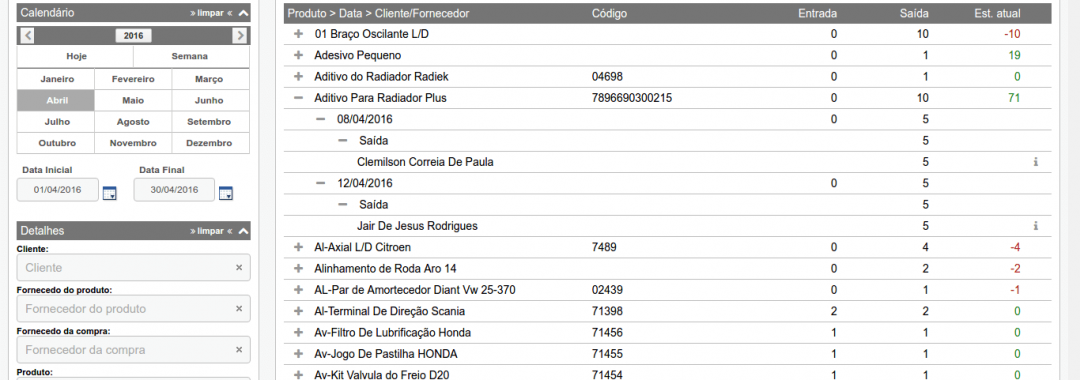 Calendário » limpar «
2016
Hoje Semana
Janeiro Fevereiro Março
Abril Maio Junho
Julho Agosto Setembro
Outubro Novembro Dezembro
Data Inicial Data Final
01/04/2016 30/04/2016
Detalhes » limpar «
Cliente:
Cliente ×
Fornecedo do produto:
Fornecedor do produto ×
Fornecedo da compra:
Fornecedor da compra ×
Produto:
Produto > Data > Cliente/Fornecedor Código Entrada Saída Est. atual
01 Braço Oscilante L/D 0 10 -10
Adesivo Pequeno 0 1 19
Aditivo do Radiador Radiek 04698 0 1 0
Aditivo Para Radiador Plus 7896690300215 0 10 71
08/04/2016 0 5
Saída 5
Clemilson Correia De Paula 5 i
12/04/2016 0 5
Saída 5
Jair De Jesus Rodrigues 5 i
Al-Axial L/D Citroen 7489 0 4 -4
Alinhamento de Roda Aro 14 0 2 -2
AL-Par de Amortecedor Diant Vw 25-370 02439 0 1 -1
Al-Terminal De Direção Scania 71398 2 2 0
Av-Filtro De Lubrificação Honda 71456 1 1 0
Av-Jogo De Pastilha HONDA 71455 1 1 0
Av-Kit Valvula do Freio D20 71454 1 1 0